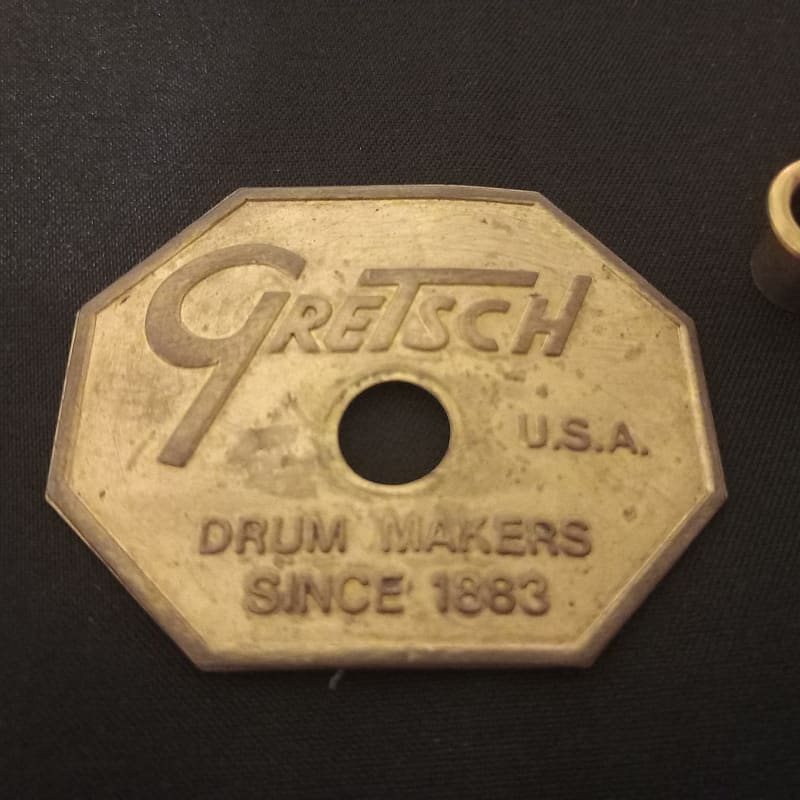 GRETSCH
U.S.A.
DRUM MAKERS
SINCE 1883